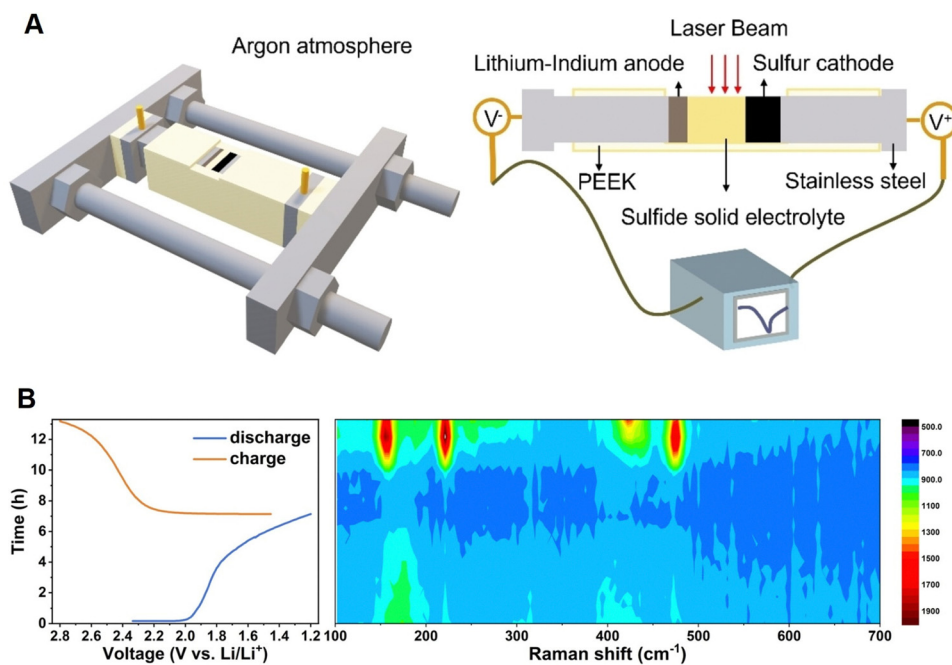 A
Argon atmosphere
Laser Beam
Lithium-Indium anode
Sulfur cathode
V-
V+
PEEK
Stainless steel
Sulfide solid electrolyte
B
discharge
charge
Time (h)
12
10
8
6
4
2
0
2.8 2.6 2.4 2.2 2.0 1.8 1.6 1.4 1.2
Voltage (V vs. Li/Li⁺)
100 200 300 400 500 600 700
Raman shift (cm⁻¹)
500.0
700.0
900.0
1100
1300
1500
1700
1900